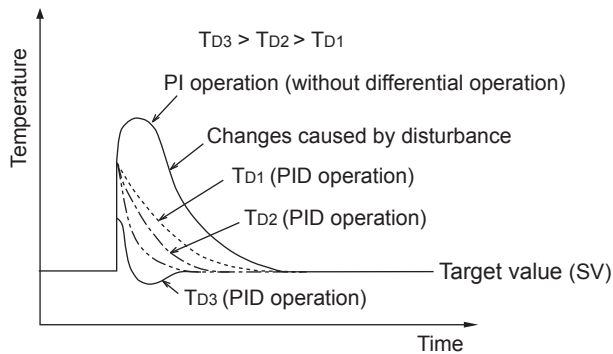 TD3 > TD2 > TD1
PI operation (without differential operation)
Changes caused by disturbance
TD1 (PID operation)
TD2 (PID operation)
Target value (SV)
TD3 (PID operation)
Temperature
Time